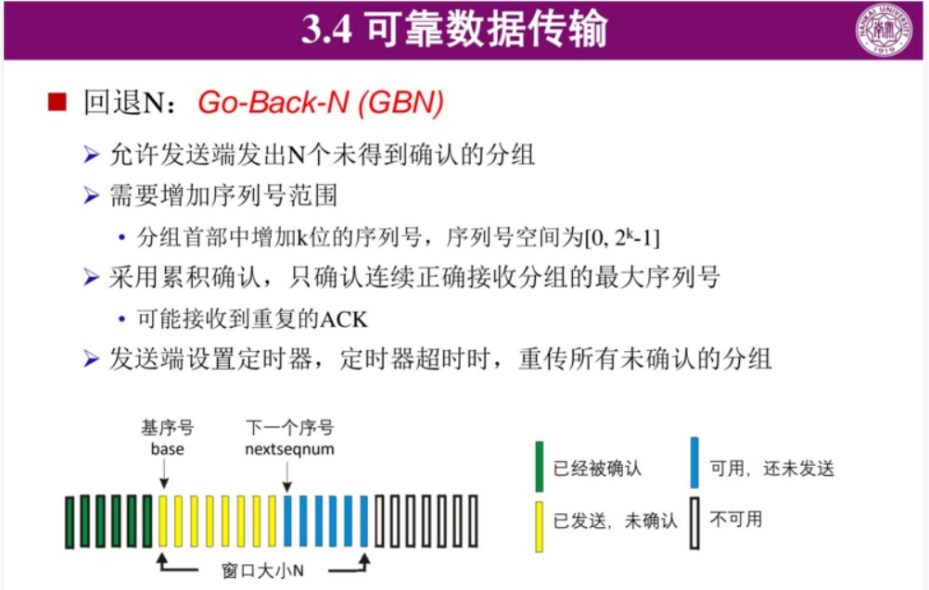 3.4 可靠数据传输
NANKAI UNIVERSITY
1919
回退N：Go-Back-N (GBN)
允许发送端发出N个未得到确认的分组
需要增加序列号范围
分组首部中增加k位的序列号，序列号空间为[0, 2ᵏ-1]
采用累积确认，只确认连续正确接收分组的最大序列号
可能接收到重复的ACK
发送端设置定时器，定时器超时时，重传所有未确认的分组
基序号
base
下一个序号
nextseqnum
窗口大小N
已经被确认
可用，还未发送
已发送，未确认
不可用